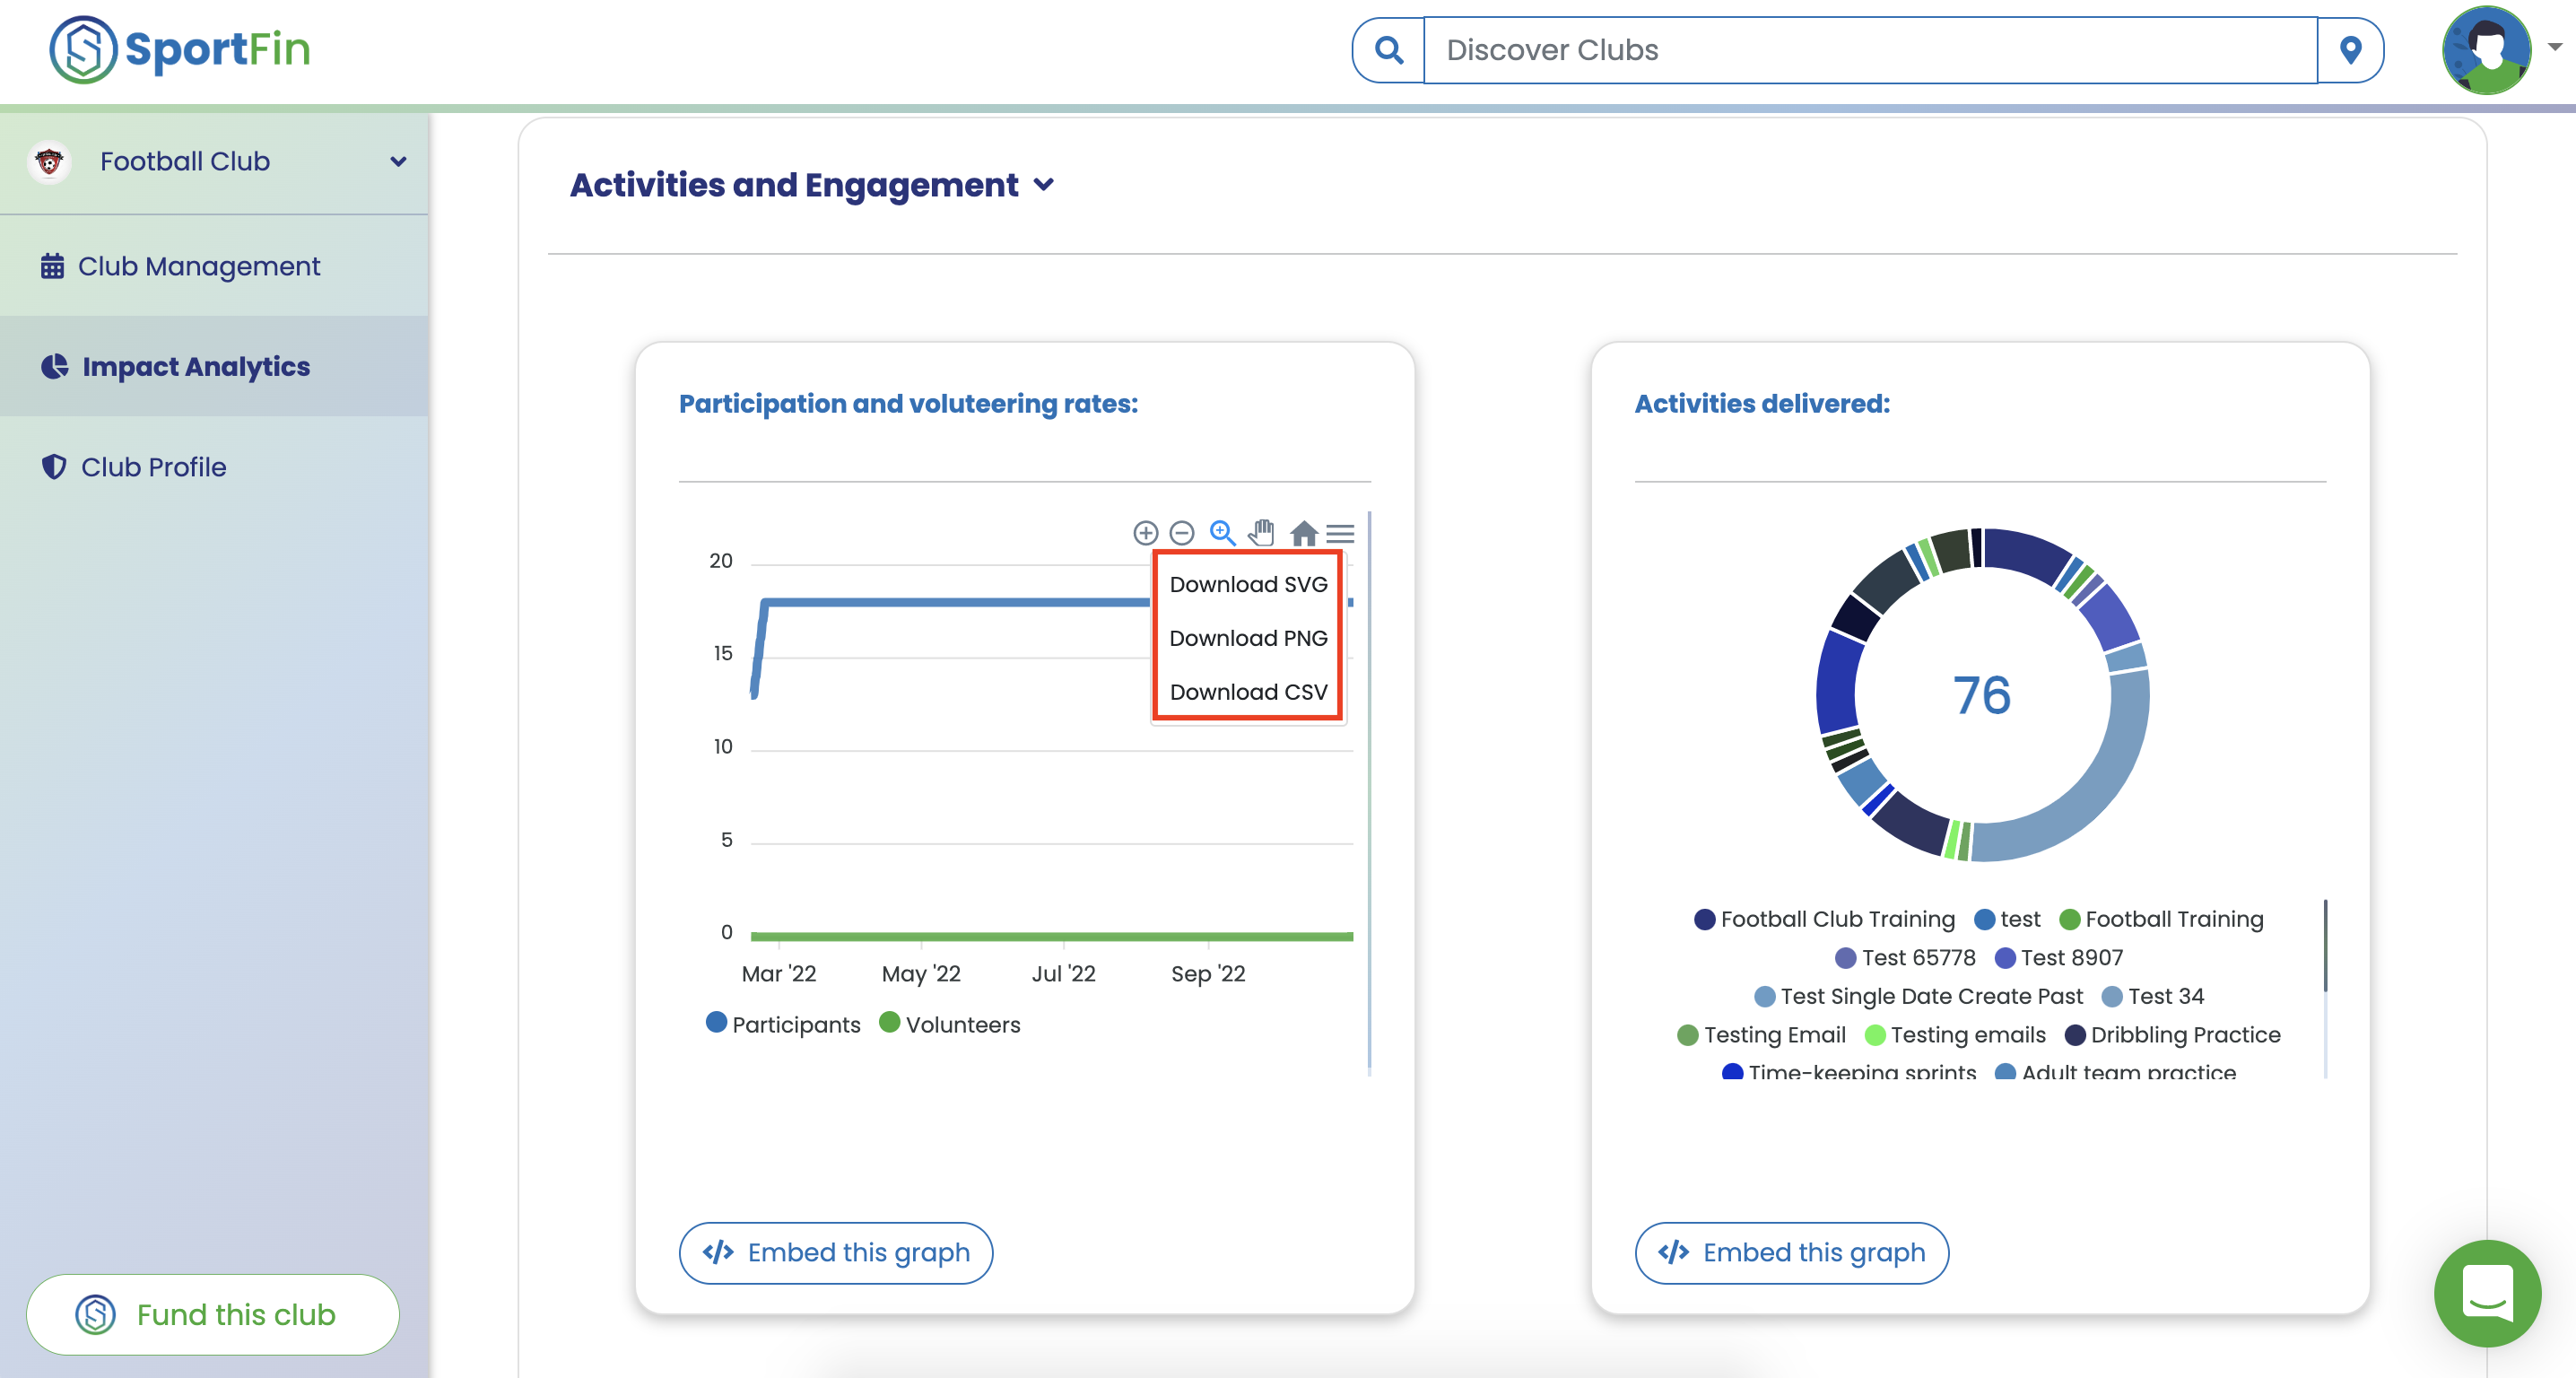 SportFin
Discover Clubs
Football Club
Club Management
Impact Analytics
Club Profile
Fund this club
Activities and Engagement
Participation and voluteering rates:
Download SVG
Download PNG
Download CSV
20
15
10
5
0
Mar '22 May '22 Jul '22 Sep '22
Participants Volunteers
Embed this graph
Activities delivered:
76
Football Club Training test Football Training
Test 65778 Test 8907
Test Single Date Create Past Test 34
Testing Email Testing emails Dribbling Practice
Time-keeping sprints Adult team practice
Embed this graph